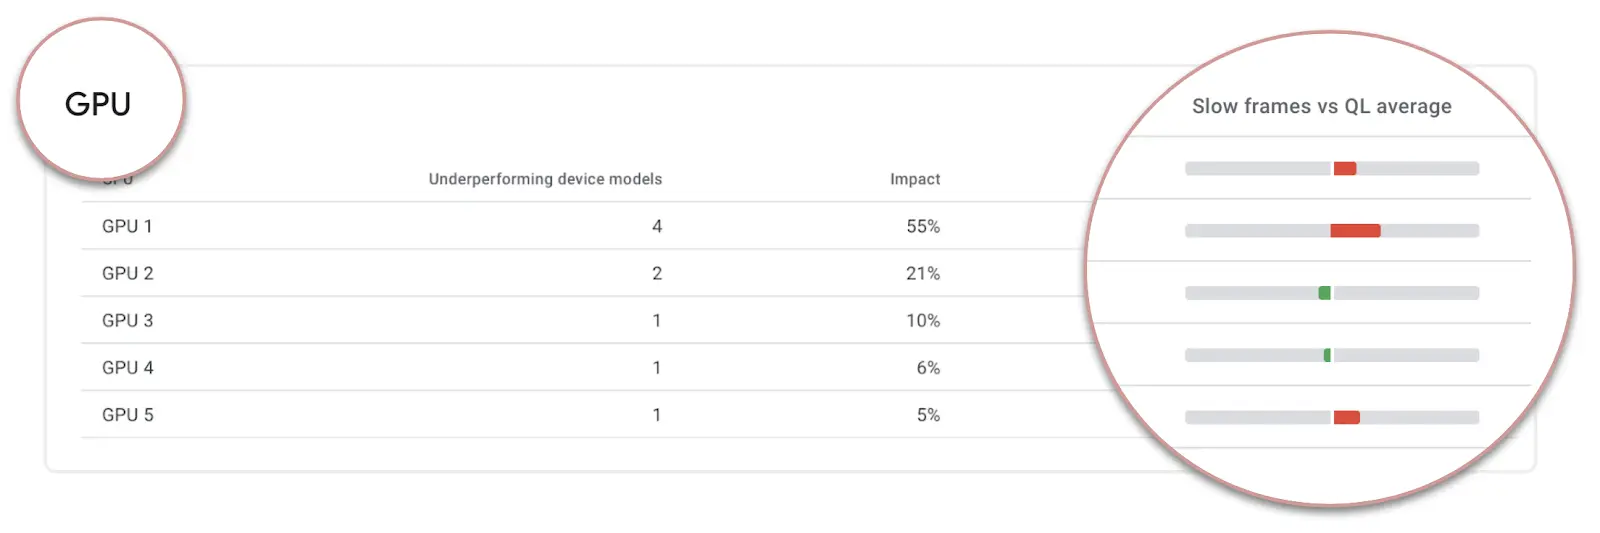 GPU
Slow frames vs QL average
GPU Underperforming device models Impact
GPU 1 4 55%
GPU 2 2 21%
GPU 3 1 10%
GPU 4 1 6%
GPU 5 1 5%